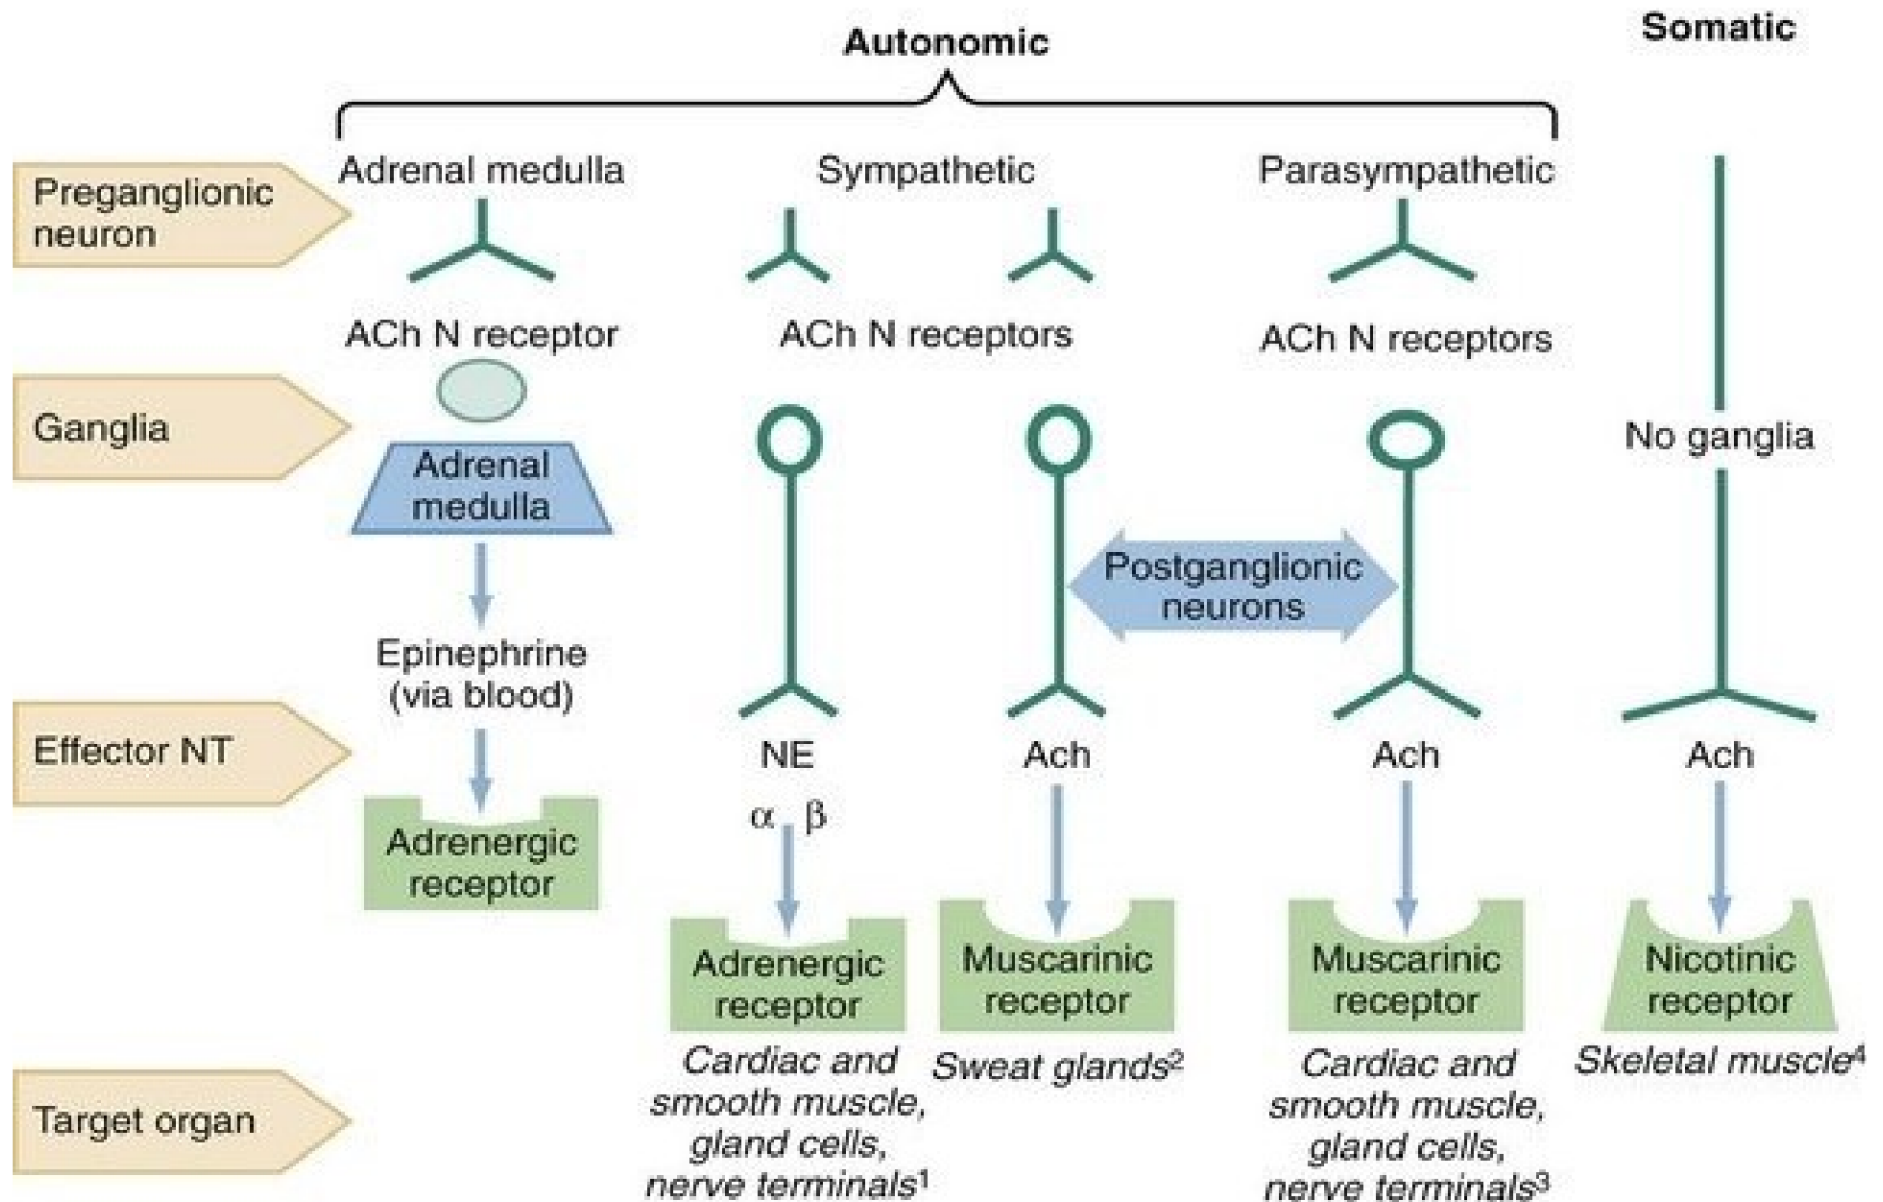 Autonomic
Somatic
Preganglionic
neuron
Adrenal medulla
Sympathetic
Parasympathetic
ACh N receptor
ACh N receptors
ACh N receptors
Ganglia
Adrenal
medulla
No ganglia
Postganglionic
neurons
Epinephrine
(via blood)
Effector NT
NE
Ach
Ach
Ach
α β
Adrenergic
receptor
Adrenergic
receptor
Muscarinic
receptor
Muscarinic
receptor
Nicotinic
receptor
Target organ
Cardiac and
smooth muscle,
gland cells,
nerve terminals¹
Sweat glands²
Cardiac and
smooth muscle,
gland cells,
nerve terminals³
Skeletal muscle⁴